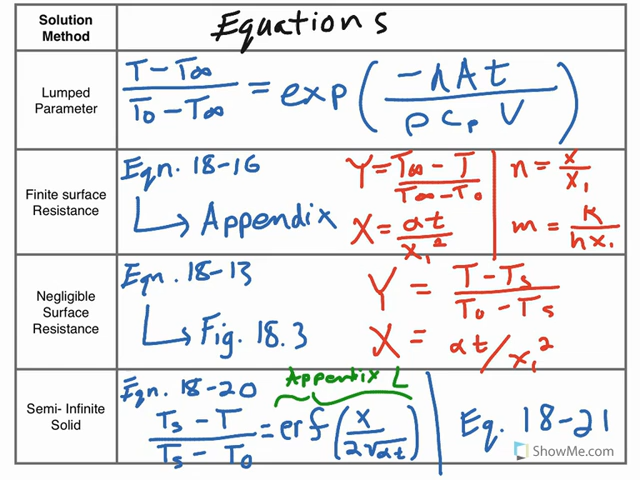 Solution Method
Equations
Lumped Parameter
T - T∞ / T0 - T∞ = exp ( -hAt / ρ Cp V )
Finite surface Resistance
Eqn. 18-16
↳ Appendix
Y = T∞ - T / T∞ - T0
X = αt / x1²
n = x / x1
m = k / hx1
Negligible Surface Resistance
Eqn. 18-13
↳ Fig. 18.3
Y = T - Ts / T0 - Ts
X = αt / x1²
Semi- Infinite Solid
Eqn. 18-20
Appendix L
Ts - T / Ts - T0 = erf ( x / 2√αt )
Eq. 18-21
ShowMe.com